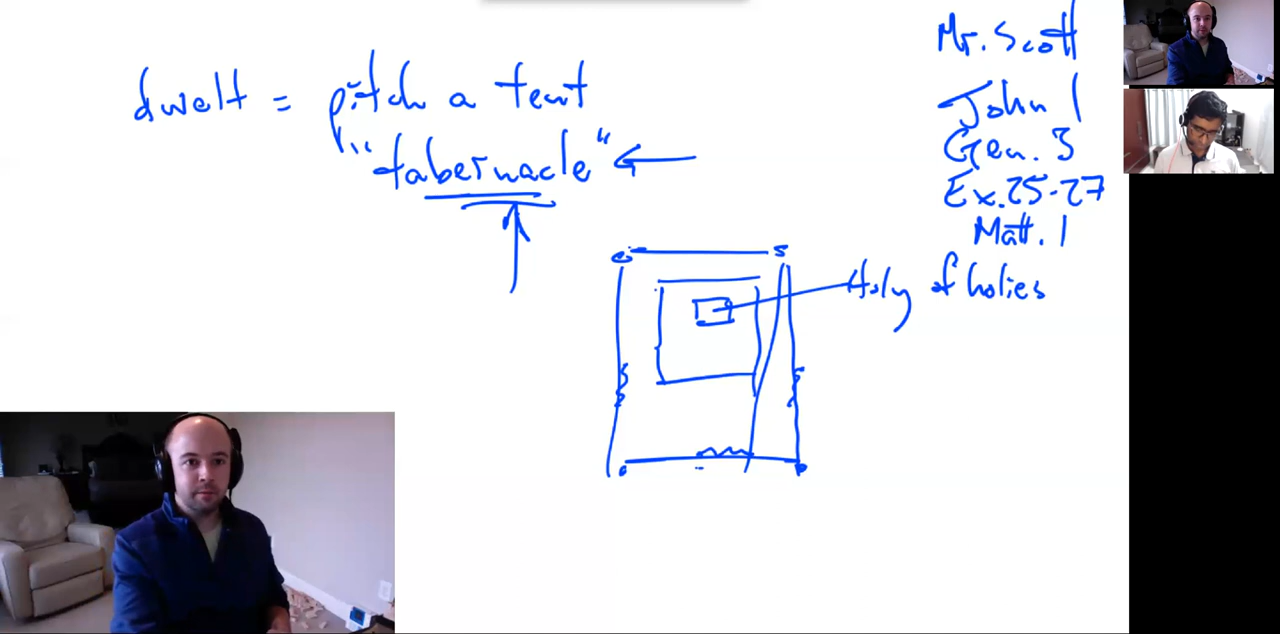 dwelt = pitch a tent
"tabernacle"
Mr. Scott
John 1
Gen. 3
Ex. 25-27
Matt. 1
Holy of holies